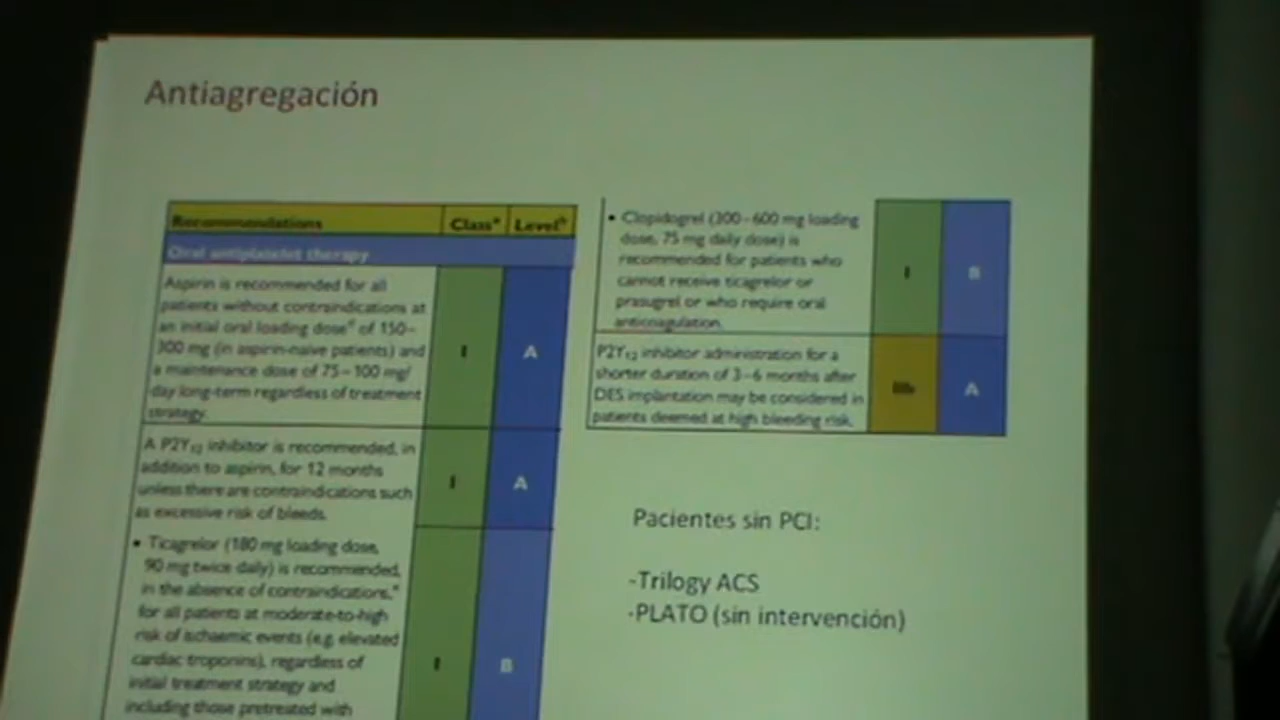 Antiagregación
Recommendations Classª Levelᵇ
Oral antiplatelet therapy
Aspirin is recommended for all
patients without contraindications at
an initial oral loading doseᵈ of 150–
300 mg (in aspirin-naive patients) and
a maintenance dose of 75–100 mg/
day long-term regardless of treatment
strategy.
I A
A P2Y₁₂ inhibitor is recommended, in
addition to aspirin, for 12 months
unless there are contraindications such
as excessive risk of bleeds.
I A
• Ticagrelor (180 mg loading dose,
90 mg twice daily) is recommended,
in the absence of contraindications,ᵉ
for all patients at moderate-to-high
risk of ischaemic events (e.g. elevated
cardiac troponins), regardless of
initial treatment strategy and
including those pretreated with
I B
• Clopidogrel (300–600 mg loading
dose, 75 mg daily dose) is
recommended for patients who
cannot receive ticagrelor or
prasugrel or who require oral
anticoagulation.
I B
P2Y₁₂ inhibitor administration for a
shorter duration of 3–6 months after
DES implantation may be considered in
patients deemed at high bleeding risk.
IIb A
Pacientes sin PCI:
-Trilogy ACS
-PLATO (sin intervención)